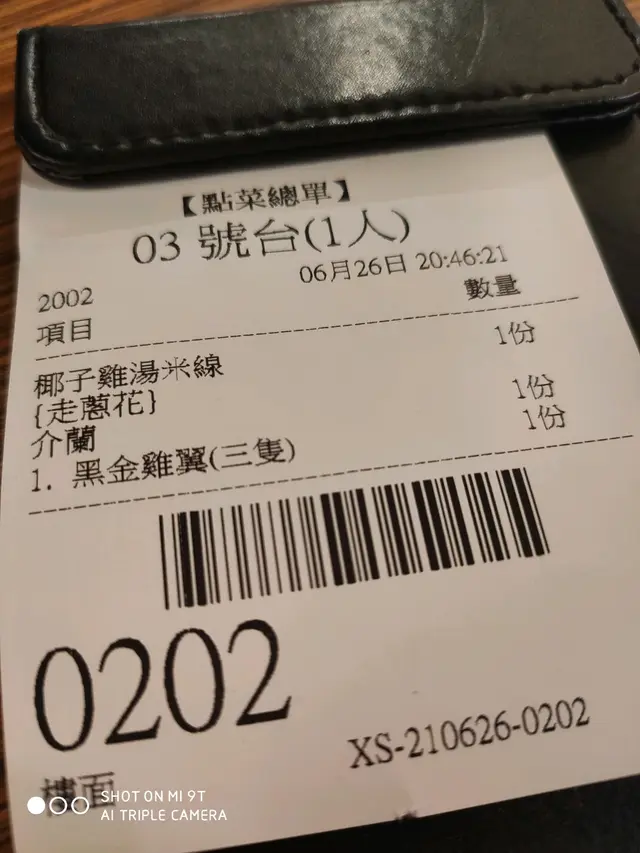 【點菜總單】
03 號台(1人)
06月26日 20:46:21
2002
項目 數量
椰子雞湯米線 1份
{走蔥花}
介蘭 1份
1. 黑金雞翼(三隻) 1份
0202
XS-210626-0202
樓面
SHOT ON MI 9T
AI TRIPLE CAMERA